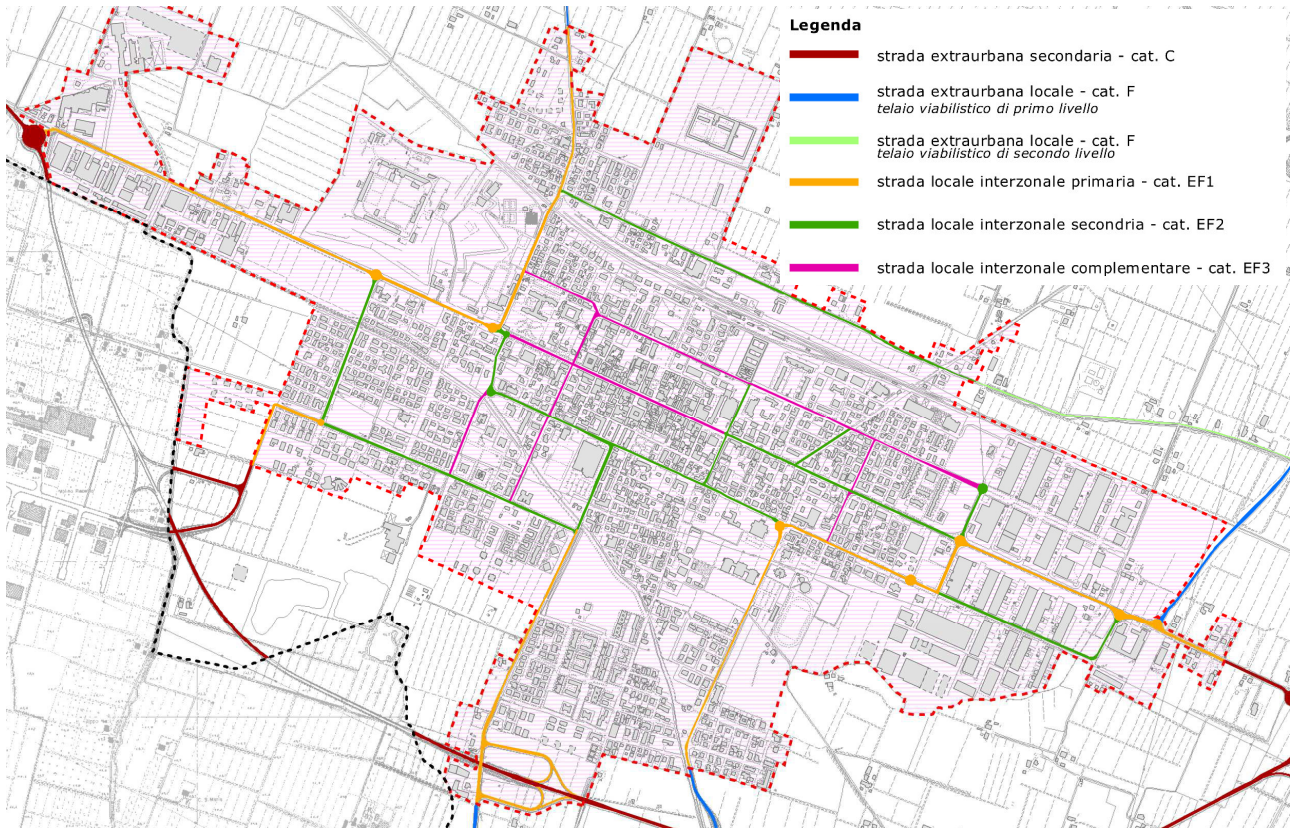 Legenda
strada extraurbana secondaria - cat. C
strada extraurbana locale - cat. F
telaio viabilistico di primo livello
strada extraurbana locale - cat. F
telaio viabilistico di secondo livello
strada locale interzonale primaria - cat. EF1
strada locale interzonale secondria - cat. EF2
strada locale interzonale complementare - cat. EF3